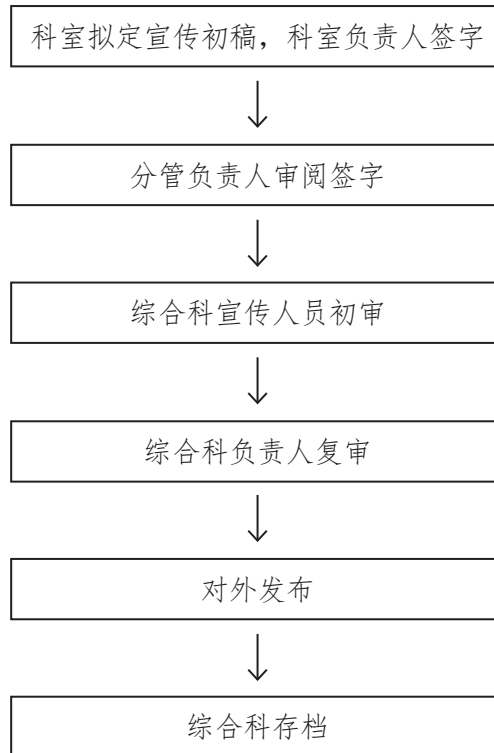 科室拟定宣传初稿，科室负责人签字
分管负责人审阅签字
综合科宣传人员初审
综合科负责人复审
对外发布
综合科存档